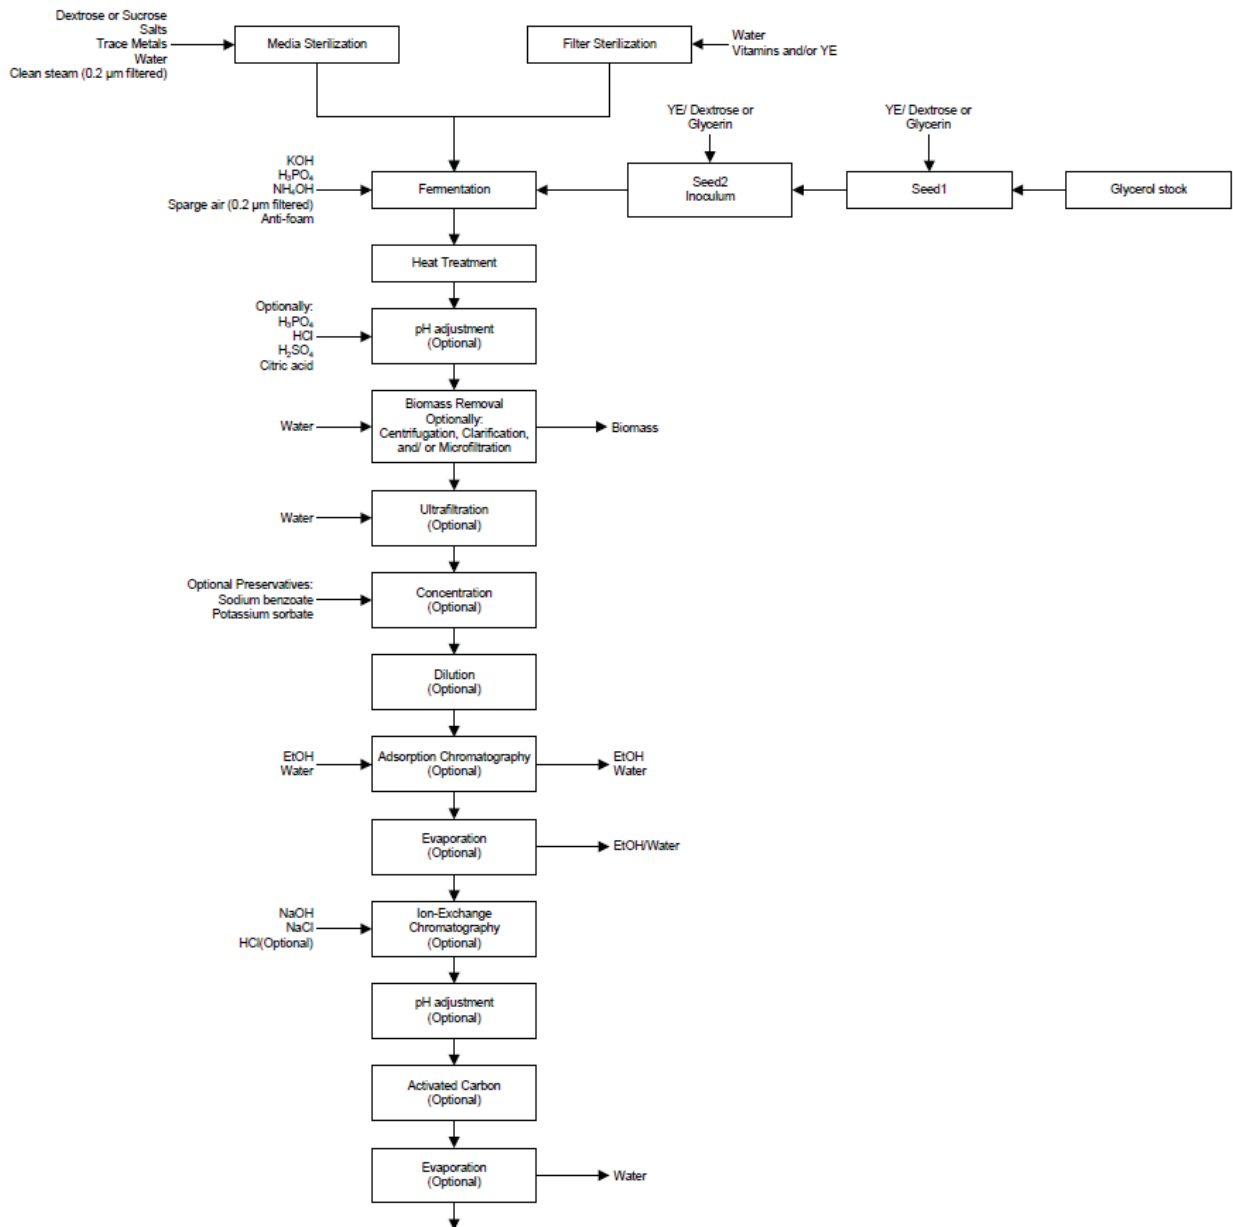 Dextrose or Sucrose
Salts
Trace Metals
Water
Clean steam (0.2 µm filtered)
Media Sterilization
Filter Sterilization
Water
Vitamins and/or YE
YE/ Dextrose or
Glycerin
YE/ Dextrose or
Glycerin
KOH
H₃PO₄
NH₄OH
Sparge air (0.2 µm filtered)
Anti-foam
Fermentation
Seed2
Inoculum
Seed1
Glycerol stock
Heat Treatment
Optionally:
H₃PO₄
HCl
H₂SO₄
Citric acid
pH adjustment
(Optional)
Water
Biomass Removal
Optionally:
Centrifugation, Clarification,
and/ or Microfiltration
Biomass
Water
Ultrafiltration
(Optional)
Optional Preservatives:
Sodium benzoate
Potassium sorbate
Concentration
(Optional)
Dilution
(Optional)
EtOH
Water
Adsorption Chromatography
(Optional)
EtOH
Water
Evaporation
(Optional)
EtOH/Water
NaOH
NaCl
HCl(Optional)
Ion-Exchange
Chromatography
(Optional)
pH adjustment
(Optional)
Activated Carbon
(Optional)
Evaporation
(Optional)
Water